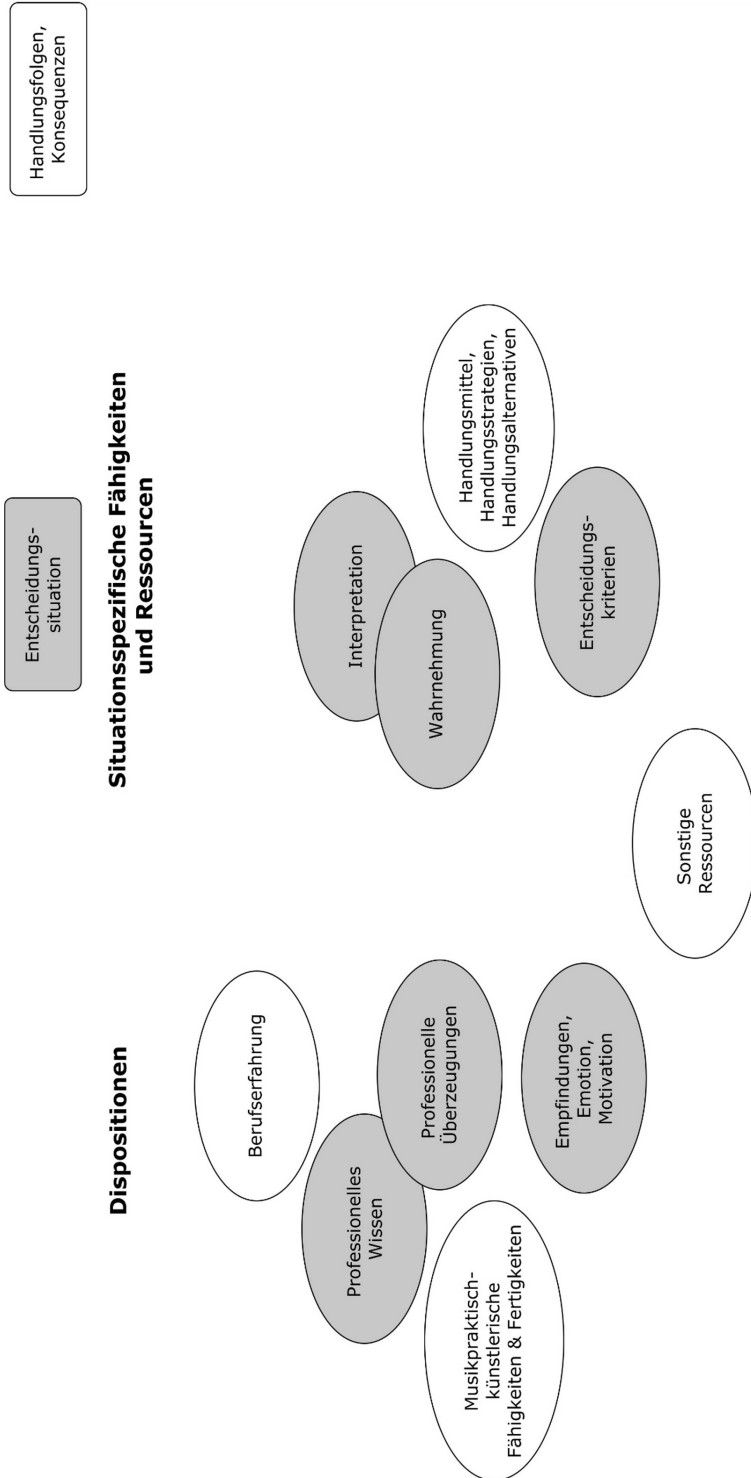 Entscheidungs-
situation
Handlungsfolgen,
Konsequenzen
Dispositionen
Situationsspezifische Fähigkeiten
und Ressourcen
Berufserfahrung
Professionelles
Wissen
Professionelle
Überzeugungen
Musikpraktisch-
künstlerische
Fähigkeiten & Fertigkeiten
Empfindungen,
Emotion,
Motivation
Sonstige
Ressourcen
Interpretation
Wahrnehmung
Handlungsmittel,
Handlungsstrategien,
Handlungsalternativen
Entscheidungs-
kriterien